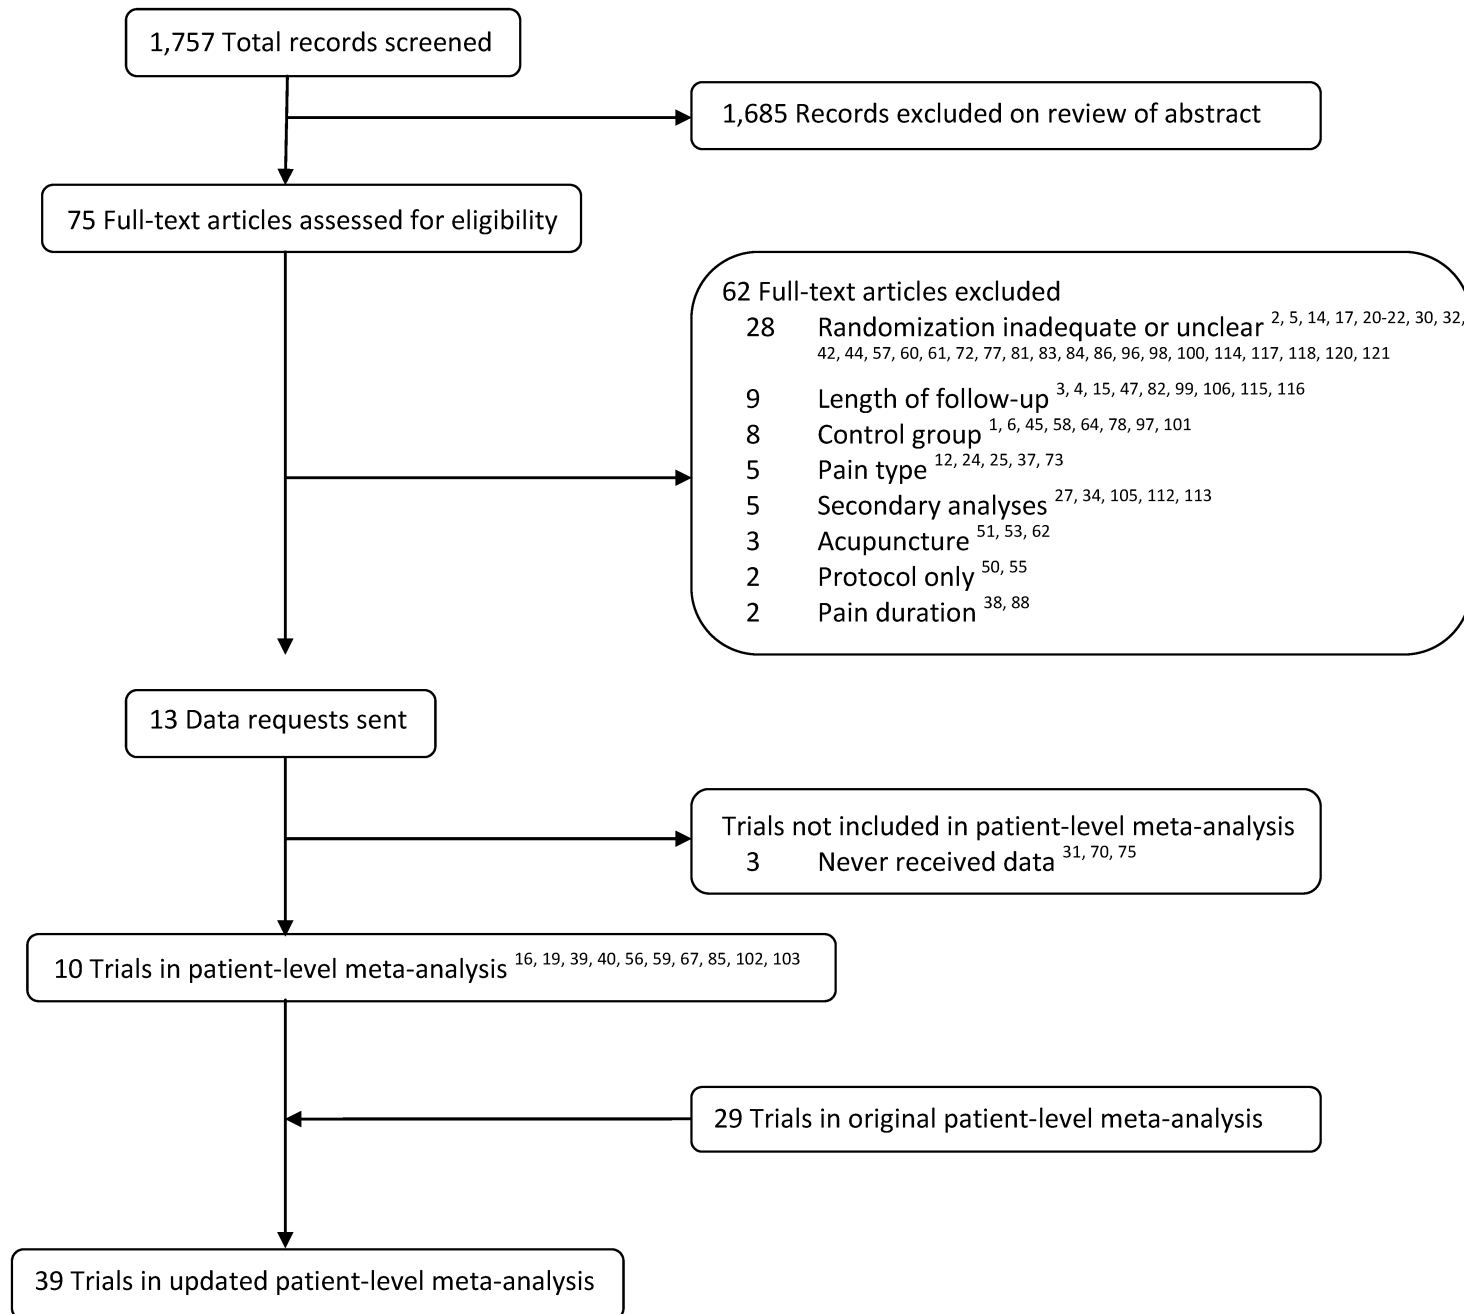 1,757 Total records screened
1,685 Records excluded on review of abstract
75 Full-text articles assessed for eligibility
62 Full-text articles excluded
28 Randomization inadequate or unclear 2, 5, 14, 17, 20-22, 30, 32,
42, 44, 57, 60, 61, 72, 77, 81, 83, 84, 86, 96, 98, 100, 114, 117, 118, 120, 121
9 Length of follow-up 3, 4, 15, 47, 82, 99, 106, 115, 116
8 Control group 1, 6, 45, 58, 64, 78, 97, 101
5 Pain type 12, 24, 25, 37, 73
5 Secondary analyses 27, 34, 105, 112, 113
3 Acupuncture 51, 53, 62
2 Protocol only 50, 55
2 Pain duration 38, 88
13 Data requests sent
Trials not included in patient-level meta-analysis
3 Never received data 31, 70, 75
10 Trials in patient-level meta-analysis 16, 19, 39, 40, 56, 59, 67, 85, 102, 103
29 Trials in original patient-level meta-analysis
39 Trials in updated patient-level meta-analysis